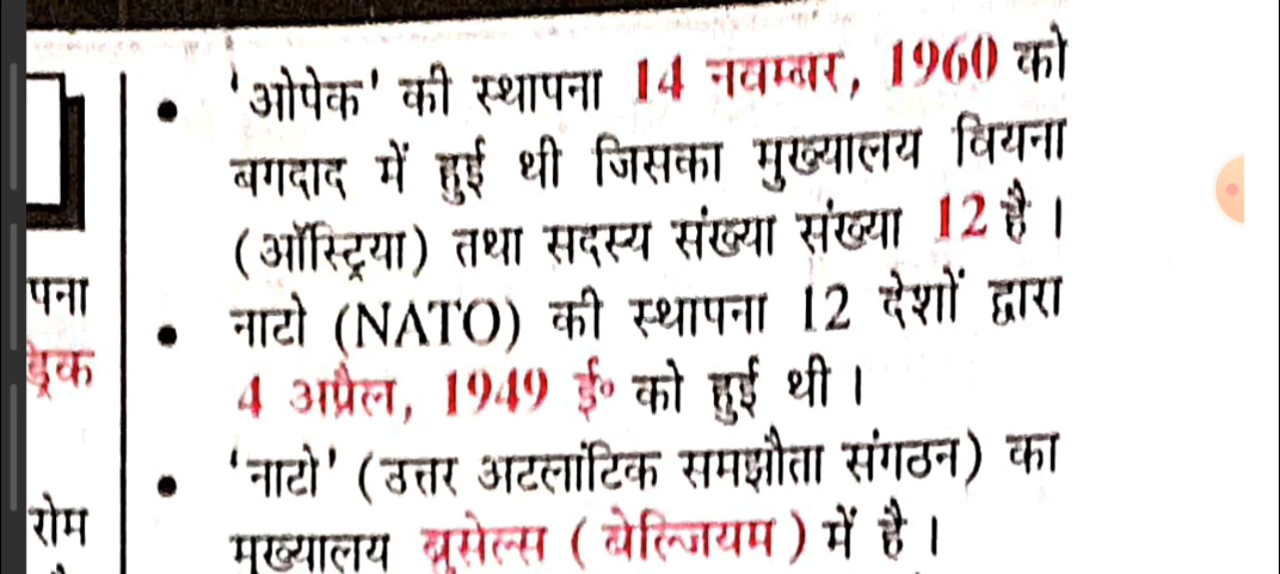 • 'ओपेक' की स्थापना 14 नवम्बर, 1960 को
बगदाद में हुई थी जिसका मुख्यालय वियना
(ऑस्ट्रिया) तथा सदस्य संख्या संख्या 12 है।
• नाटो (NATO) की स्थापना 12 देशों द्वारा
4 अप्रैल, 1949 ई० को हुई थी।
• 'नाटो' (उत्तर अटलांटिक समझौता संगठन) का
मुख्यालय ब्रुसेल्स (बेल्जियम) में है।
पना
रोम